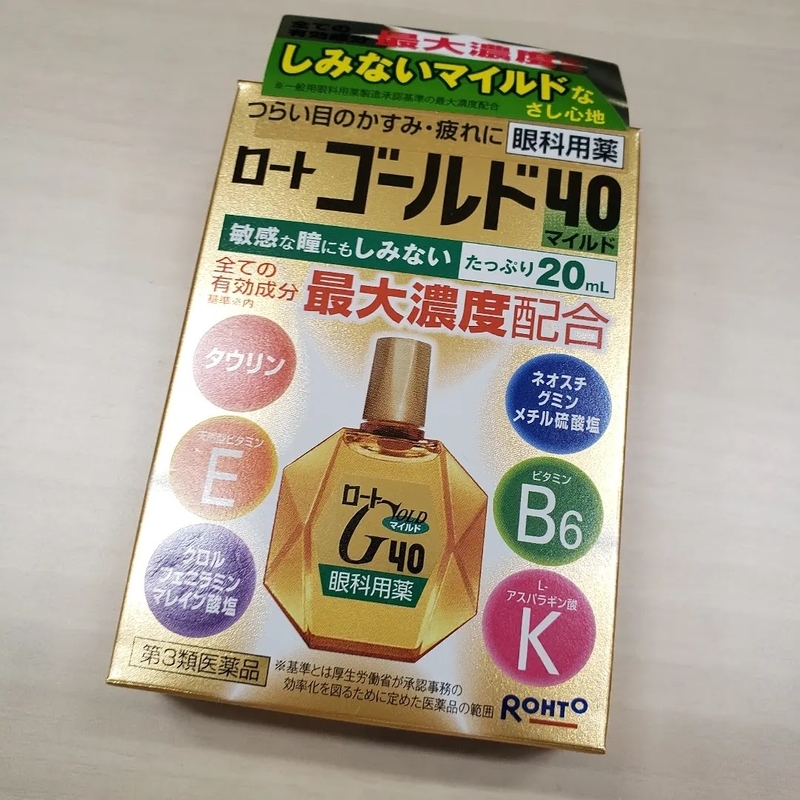 全ての
有効成分 最大濃度
しみないマイルドな
さし心地
※一般用眼科用薬製造承認基準の最大濃度配合
つらい目のかすみ・疲れに
眼科用薬
ロート ゴールド40
マイルド
敏感な瞳にもしみない
たっぷり20mL
全ての
有効成分
基準※内
最大濃度配合
タウリン
天然型ビタミン
E
クロル
フェニラミン
マレイン酸塩
ネオスチ
グミン
メチル硫酸塩
ビタミン
B6
L-
アスパラギン酸
K
ロート
GOLD
マイルド
40
眼科用薬
第3類医薬品
※基準とは厚生労働省が承認事務の
効率化を図るために定めた医薬品の範囲
ROHTO